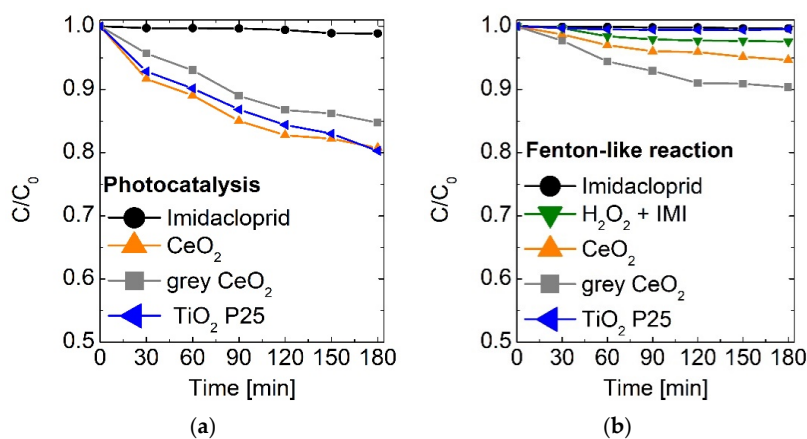 1.0
0.9
0.8
0.7
0.6
0.5
C/C₀
Photocatalysis
Imidacloprid
CeO₂
grey CeO₂
TiO₂ P25
0 30 60 90 120 150 180
Time [min]
(a)
1.0
0.9
0.8
0.7
0.6
0.5
C/C₀
Fenton-like reaction
Imidacloprid
H₂O₂ + IMI
CeO₂
grey CeO₂
TiO₂ P25
0 30 60 90 120 150 180
Time [min]
(b)